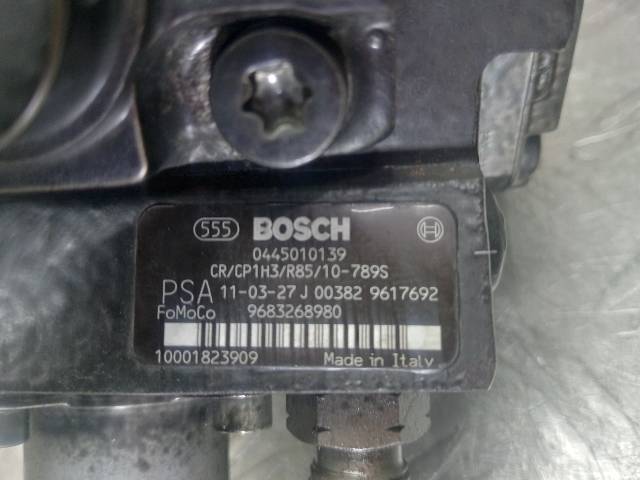 555 BOSCH
0445010139
CR/CP1H3/R85/10-789S
PSA 11-03-27 J 00382 9617692
FoMoCo 9683268980
10001823909 Made in Italy